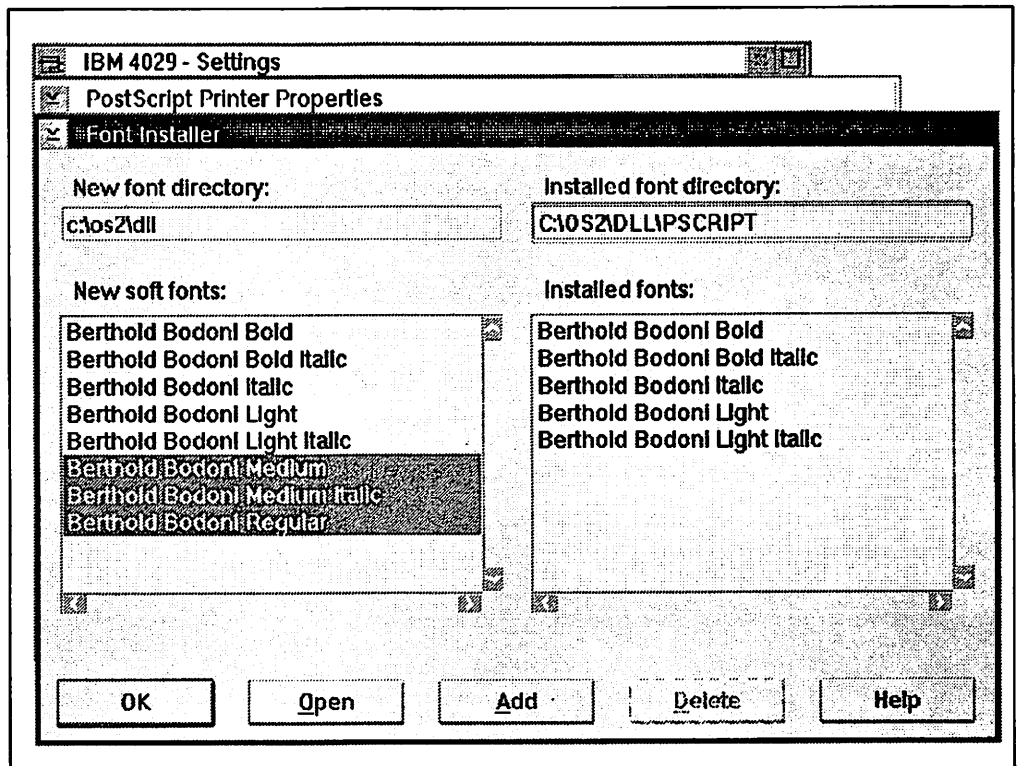 IBM 4029 - Settings
PostScript Printer Properties
Font Installer
New font directory:
c:\os2\dll
Installed font directory:
C:\OS2\DLL\PSCRIPT
New soft fonts:
Berthold Bodoni Bold
Berthold Bodoni Bold Italic
Berthold Bodoni Italic
Berthold Bodoni Light
Berthold Bodoni Light Italic
Berthold Bodoni Medium
Berthold Bodoni Medium Italic
Berthold Bodoni Regular
Installed fonts:
Berthold Bodoni Bold
Berthold Bodoni Bold Italic
Berthold Bodoni Italic
Berthold Bodoni Light
Berthold Bodoni Light Italic
OK
Open
Add
Delete
Help